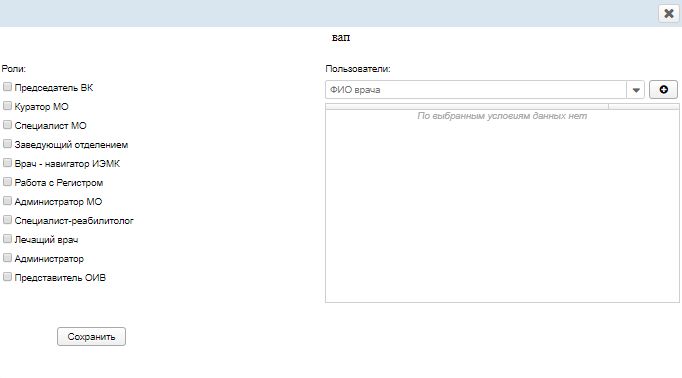 вап
Роли:
Председатель ВК
Куратор МО
Специалист МО
Заведующий отделением
Врач - навигатор ИЭМК
Работа с Регистром
Администратор МО
Специалист-реабилитолог
Лечащий врач
Администратор
Представитель ОИВ
Сохранить
Пользователи:
ФИО врача
По выбранным условиям данных нет